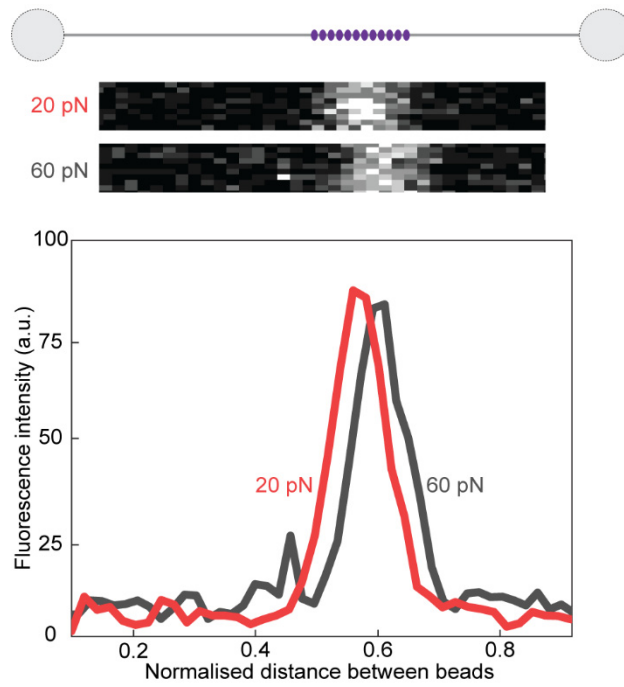 20 pN
60 pN
100
75
50
25
0
Fluorescence intensity (a.u.)
20 pN
60 pN
0.2
0.4
0.6
0.8
Normalised distance between beads